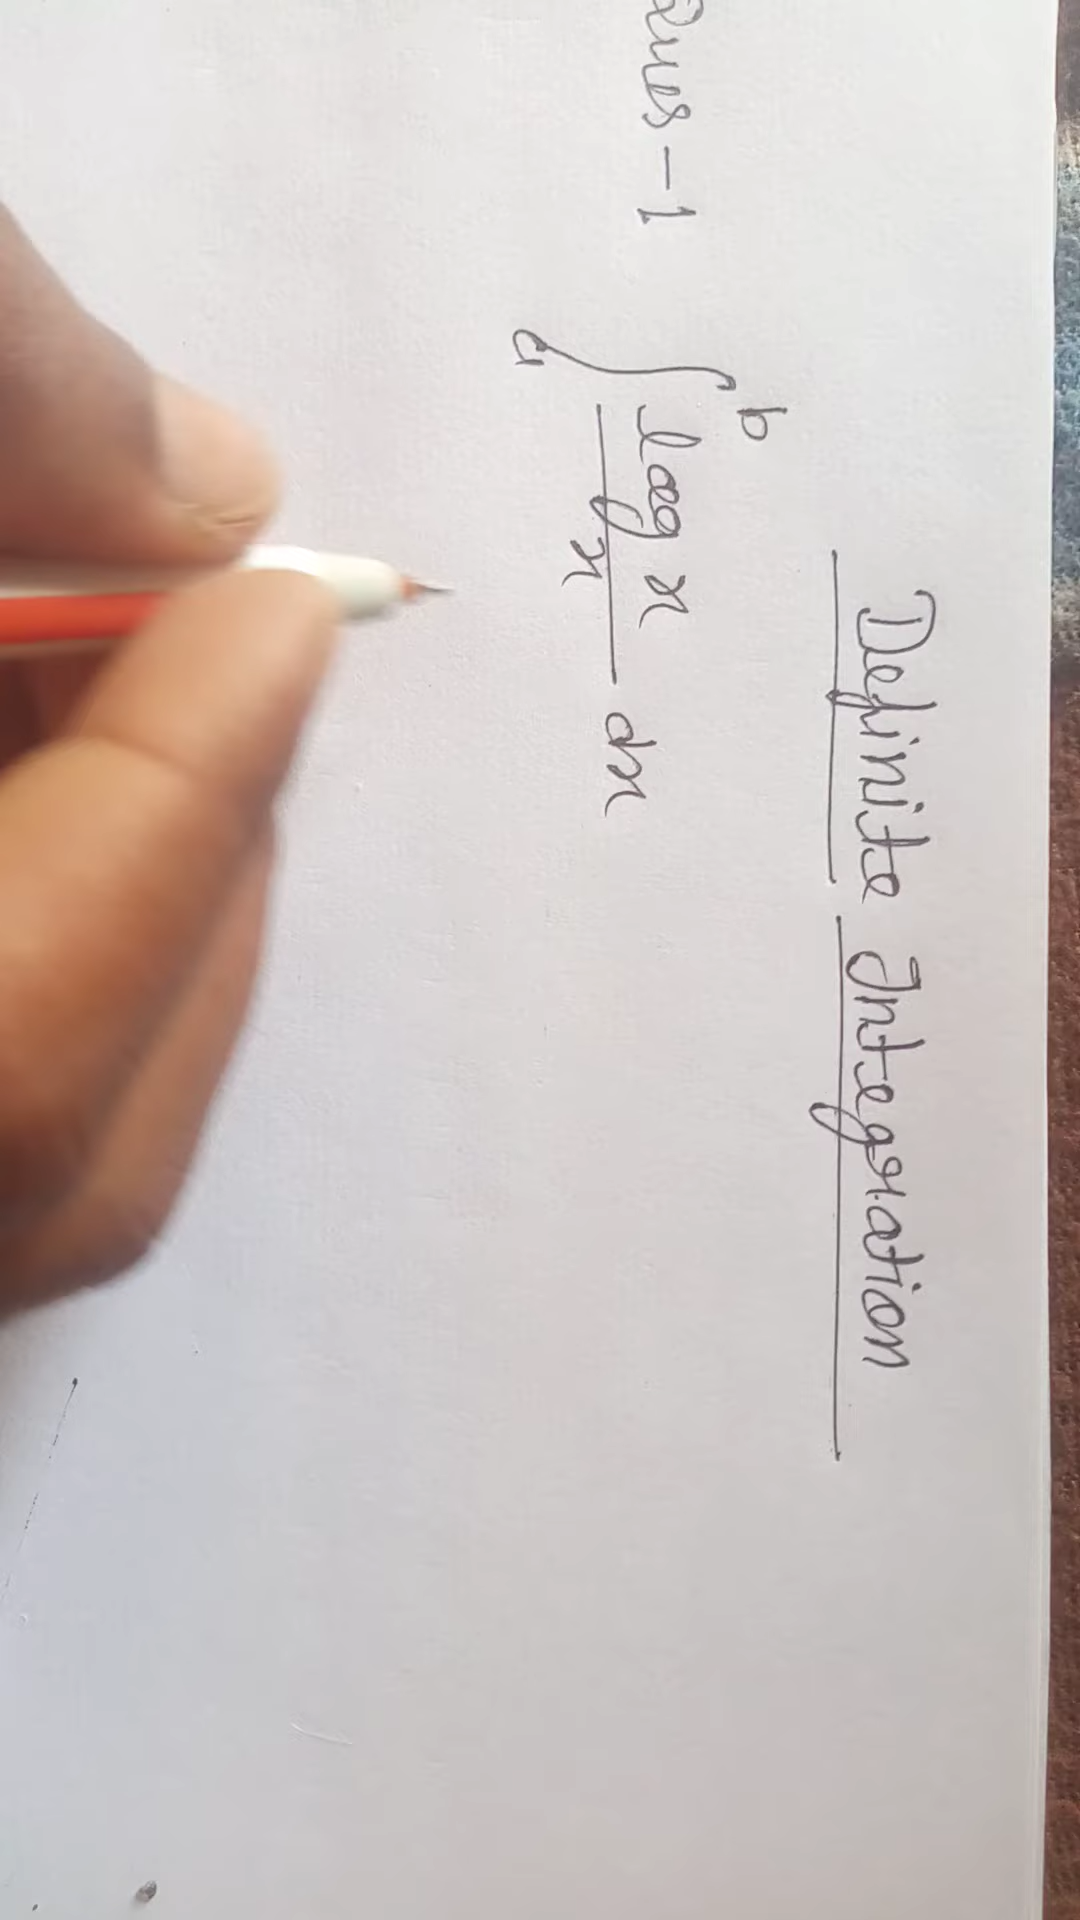 Definite Integration
Ques-1 ∫ₐᵇ log x / x dx